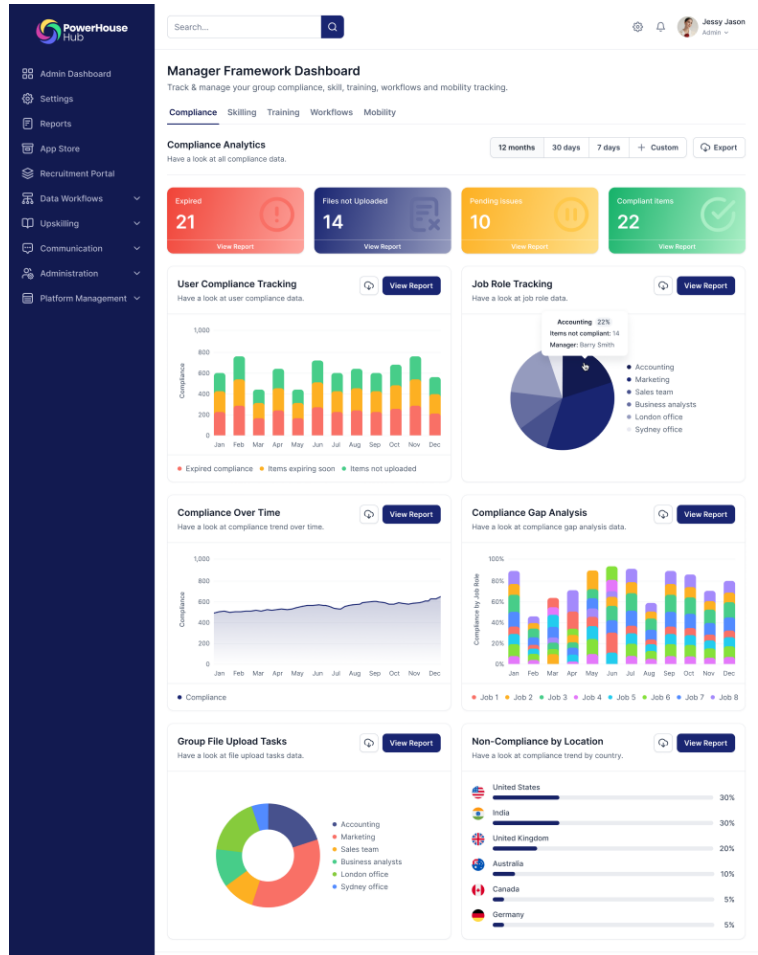 PowerHouse
Hub
Admin Dashboard
Settings
Reports
App Store
Recruitment Portal
Data Workflows
Upskilling
Communication
Administration
Platform Management
Search...
Jessy Jason
Admin
Manager Framework Dashboard
Track & manage your group compliance, skill, training, workflows and mobility tracking.
Compliance Skilling Training Workflows Mobility
Compliance Analytics
Have a look at all compliance data.
12 months 30 days 7 days + Custom Export
Expired
21
View Report
Files not Uploaded
14
View Report
Pending issues
10
View Report
Compliant items
22
View Report
User Compliance Tracking
Have a look at user compliance data.
View Report
1,000
800
600
400
200
0
Compliance
Jan Feb Mar Apr May Jun Jul Aug Sep Oct Nov Dec
Expired compliance Items expiring soon Items not uploaded
Job Role Tracking
Have a look at job role data.
View Report
Accounting 22%
Items not compliant: 14
Manager: Barry Smith
Accounting
Marketing
Sales team
Business analysts
London office
Sydney office
Compliance Over Time
Have a look at compliance trend over time.
View Report
1,000
800
600
400
200
0
Compliance
Jan Feb Mar Apr May Jun Jul Aug Sep Oct Nov Dec
Compliance
Compliance Gap Analysis
Have a look at compliance gap analysis data.
View Report
100%
80%
60%
40%
20%
0%
Compliance by Job Role
Jan Feb Mar Apr May Jun Jul Aug Sep Oct Nov Dec
Job 1 Job 2 Job 3 Job 4 Job 5 Job 6 Job 7 Job 8
Group File Upload Tasks
Have a look at file upload tasks data.
View Report
Accounting
Marketing
Sales team
Business analysts
London office
Sydney office
Non-Compliance by Location
Have a look at compliance trend by country.
View Report
United States
30%
India
30%
United Kingdom
20%
Australia
10%
Canada
5%
Germany
5%